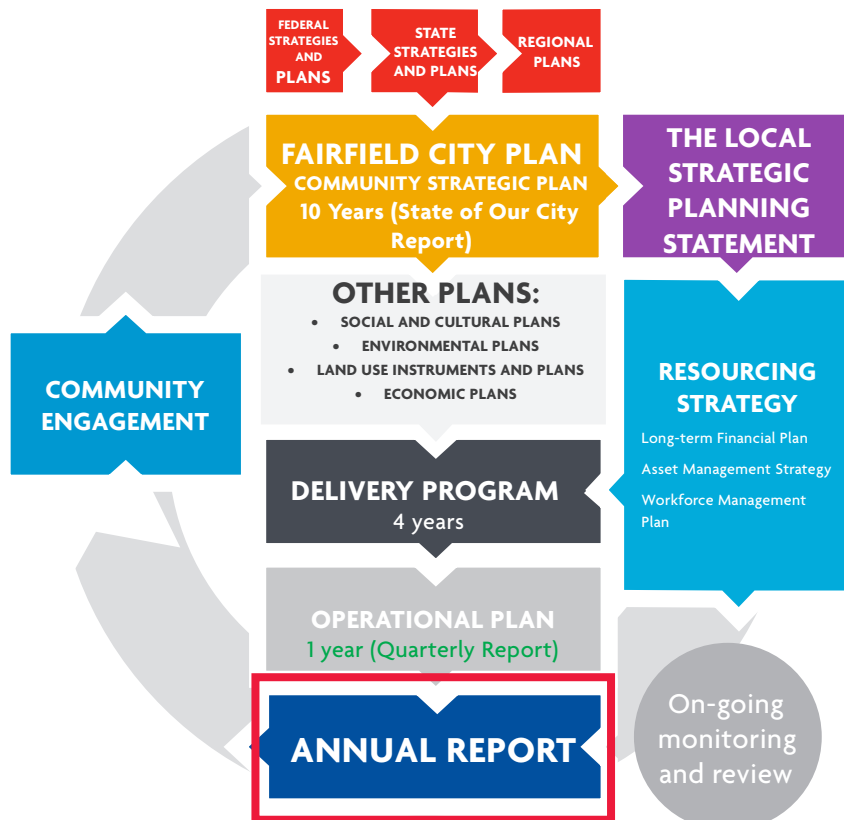 FEDERAL
STRATEGIES
AND
PLANS
STATE
STRATEGIES
AND PLANS
REGIONAL
PLANS
FAIRFIELD CITY PLAN
COMMUNITY STRATEGIC PLAN
10 Years (State of Our City
Report)
THE LOCAL
STRATEGIC
PLANNING
STATEMENT
OTHER PLANS:
• SOCIAL AND CULTURAL PLANS
• ENVIRONMENTAL PLANS
• LAND USE INSTRUMENTS AND PLANS
• ECONOMIC PLANS
COMMUNITY
ENGAGEMENT
RESOURCING
STRATEGY
Long-term Financial Plan
Asset Management Strategy
Workforce Management
Plan
DELIVERY PROGRAM
4 years
OPERATIONAL PLAN
1 year (Quarterly Report)
ANNUAL REPORT
On-going
monitoring
and review